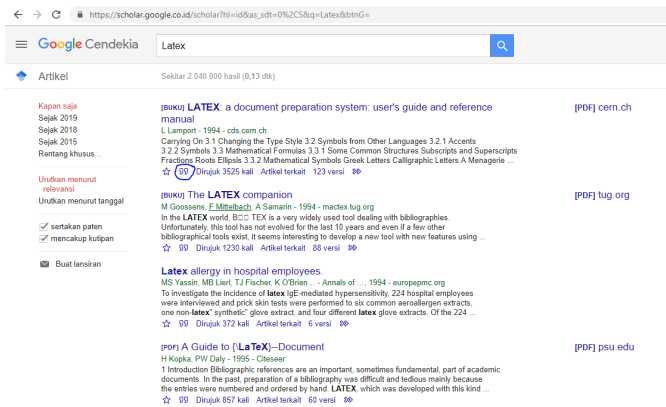 https://scholar.google.co.id/scholar?hl=id&as_sdt=0%2C5&q=Latex&btnG=
Google Cendekia
Latex
Artikel
Sekitar 2.040.000 hasil (0,13 dtk)
Kapan saja
Sejak 2019
Sejak 2018
Sejak 2015
Rentang khusus...
Urutkan menurut
relevansi
Urutkan menurut tanggal
sertakan paten
mencakup kutipan
Buat lansiran
[BUKU] LATEX: a document preparation system: user's guide and reference
manual
L Lamport - 1994 - cds.cern.ch
Carrying On 3.1 Changing the Type Style 3.2 Symbols from Other Languages 3.2.1 Accents
3.2.2 Symbols 3.3 Mathematical Formulas 3.3.1 Some Common Structures Subscripts and Superscripts
Fractions Roots Ellipsis 3.3.2 Mathematical Symbols Greek Letters Calligraphic Letters A Menagerie ...
Dirujuk 3525 kali Artikel terkait 123 versi
[PDF] cern.ch
[BUKU] The LATEX companion
M Goossens, F Mittelbach, A Samarin - 1994 - mactex.tug.org
In the LATEX world, B□□ TEX is a very widely used tool dealing with bibliographies.
Unfortunately, this tool has not evolved for the last 10 years and even if a few other
bibliographical tools exist, it seems interesting to develop a new tool with new features using ...
Dirujuk 1230 kali Artikel terkait 88 versi
[PDF] tug.org
Latex allergy in hospital employees.
MS Yassin, MB Lierl, TJ Fischer, K O'Brien... - Annals of ..., 1994 - europepmc.org
To investigate the incidence of latex IgE-mediated hypersensitivity, 224 hospital employees
were interviewed and prick skin tests were performed to six common aeroallergen extracts,
one non-latex" synthetic" glove extract, and four different latex glove extracts. Of the 224 ...
Dirujuk 372 kali Artikel terkait 6 versi
[PDF] A Guide to {\LaTeX}--Document
H Kopka, PW Daly - 1995 - Citeseer
1 Introduction Bibliographic references are an important, sometimes fundamental, part of academic
documents. In the past, preparation of a bibliography was difficult and tedious mainly because
the entries were numbered and ordered by hand. LATEX, which was developed with this kind ...
Dirujuk 857 kali Artikel terkait 60 versi
[PDF] psu.edu